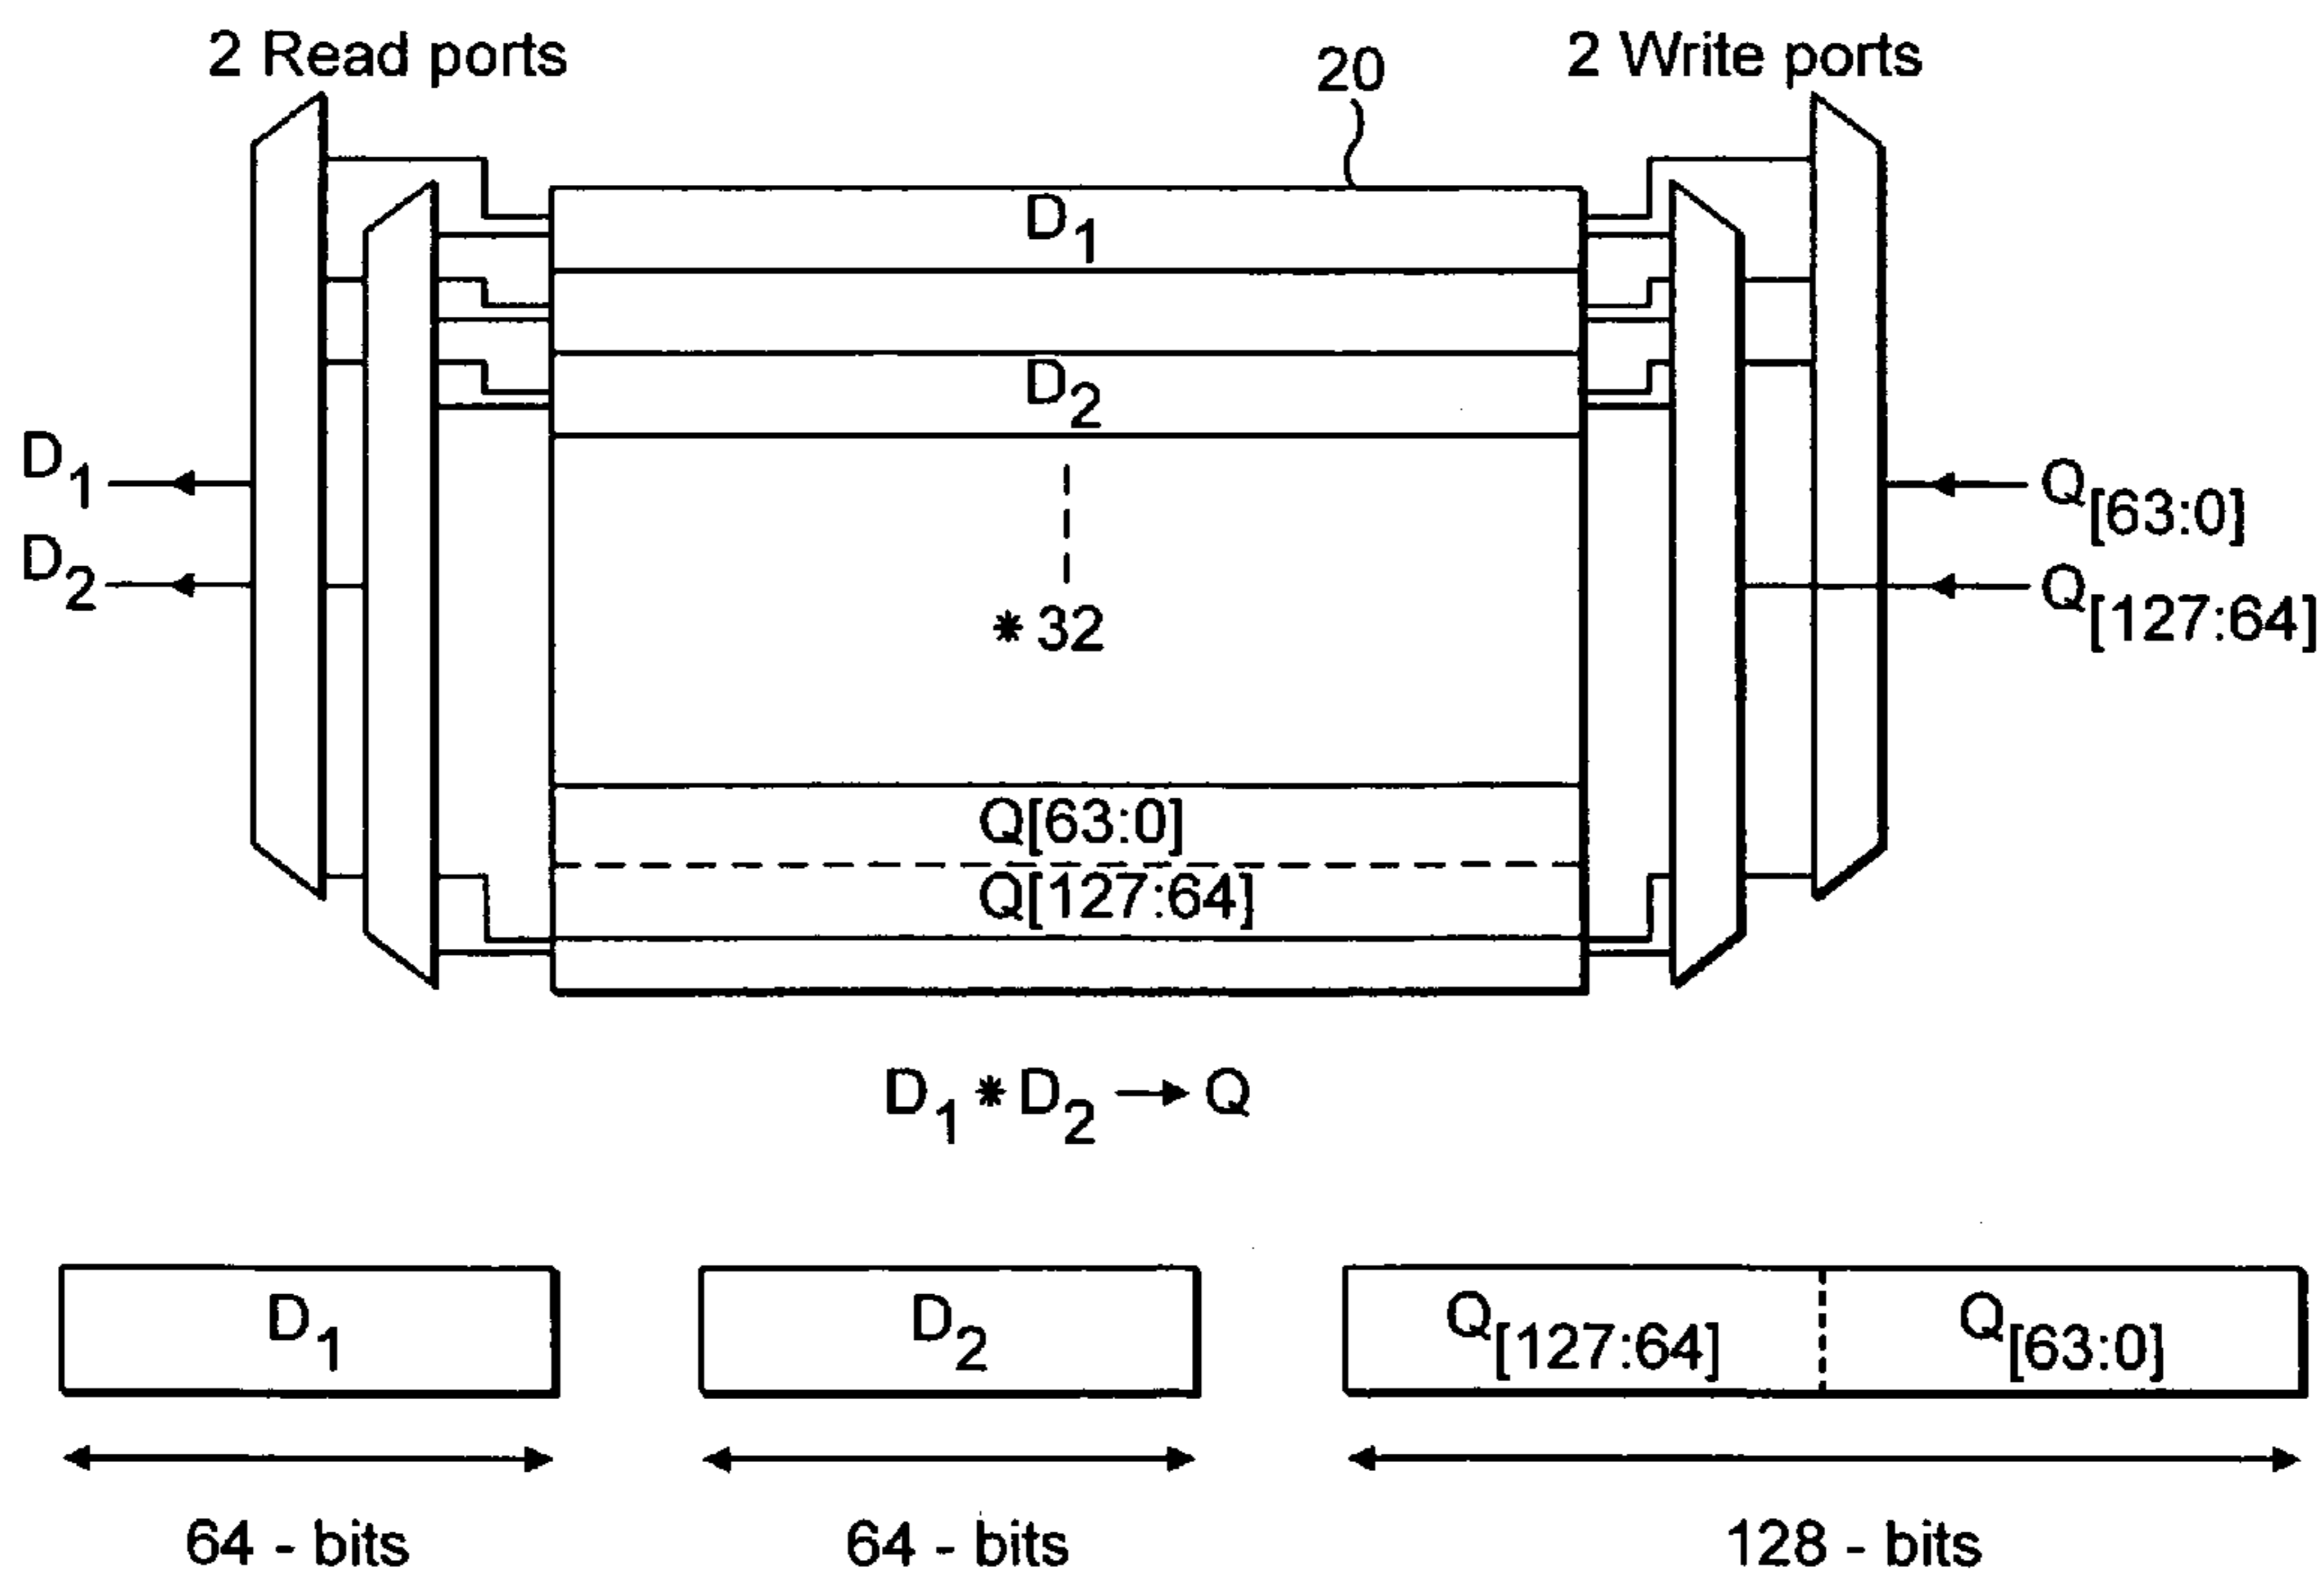 2 Read ports
20
2 Write ports
D1
D2
D1
D2
Q[63:0]
Q[127:64]
* 32
Q[63:0]
Q[127:64]
D1 * D2 → Q
D1
D2
Q[127:64]
Q[63:0]
64 - bits
64 - bits
128 - bits